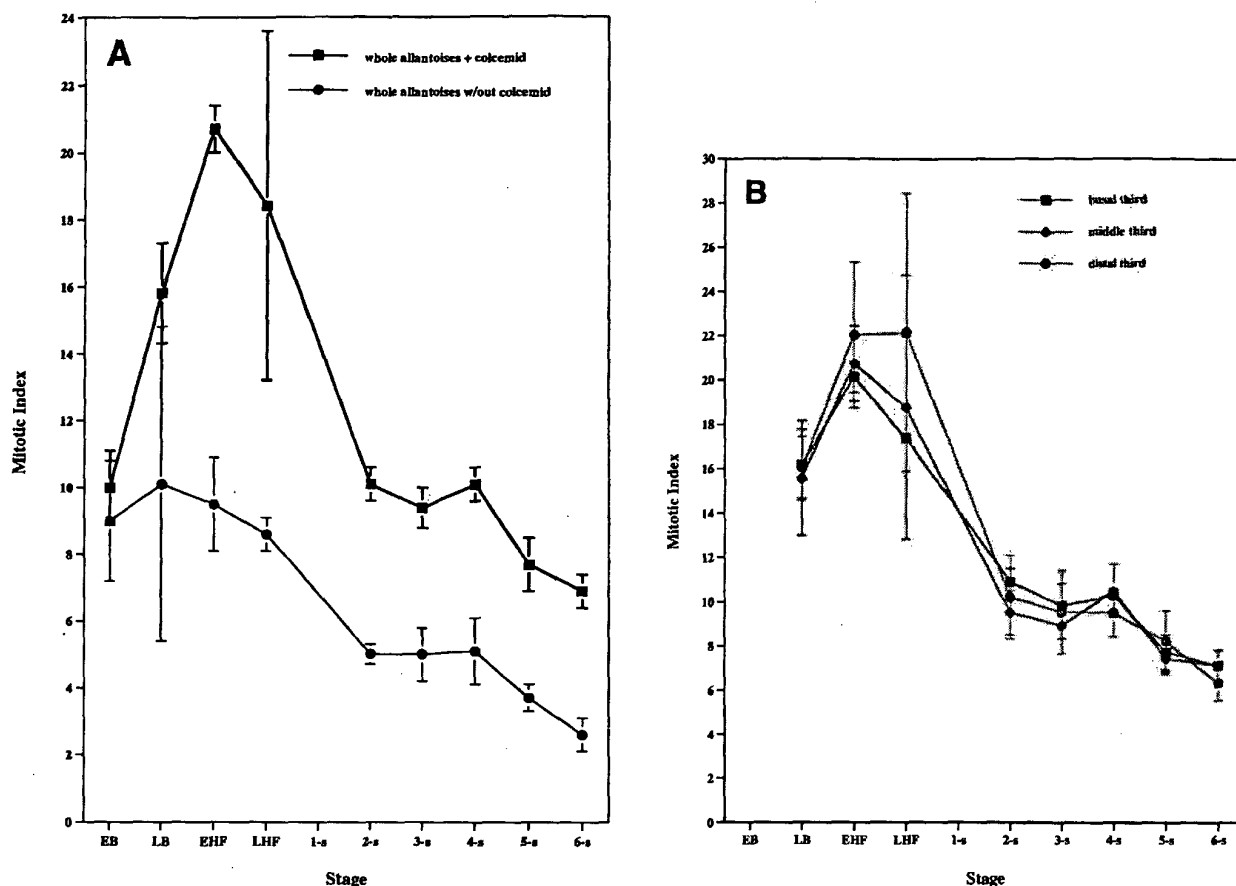 A
whole allantoises + colcemid
whole allantoises w/out colcemid
24
22
20
18
16
14
12
10
8
6
4
2
0
Mitotic Index
EB LB EHF LHF 1-s 2-s 3-s 4-s 5-s 6-s
Stage
B
basal third
middle third
distal third
30
28
26
24
22
20
18
16
14
12
10
8
6
4
2
0
Mitotic Index
EB LB EHF LHF 1-s 2-s 3-s 4-s 5-s 6-s
Stage